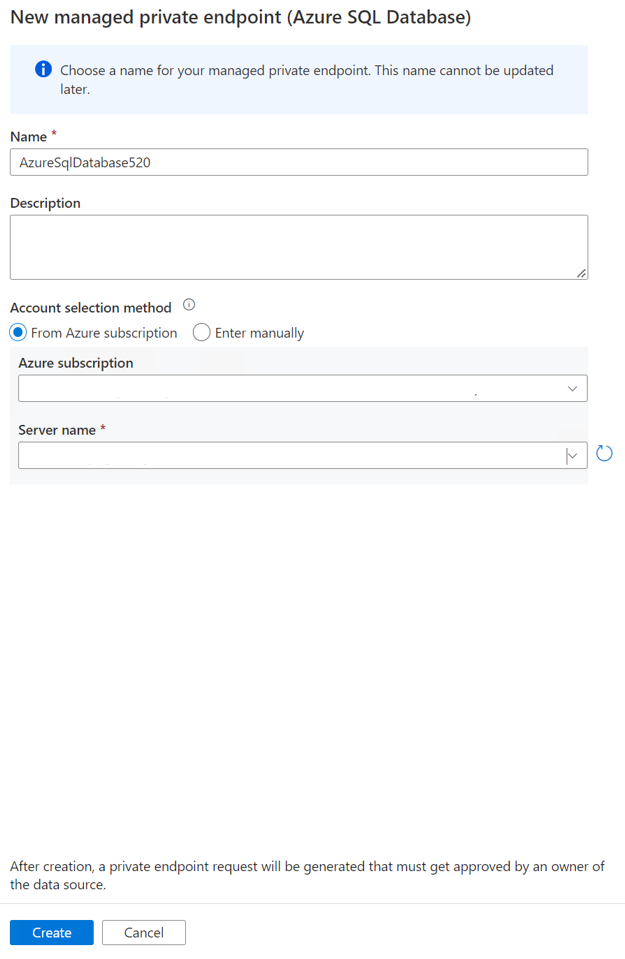 New managed private endpoint (Azure SQL Database)
Choose a name for your managed private endpoint. This name cannot be updated
later.
Name *
AzureSqlDatabase520
Description
Account selection method
From Azure subscription
Enter manually
Azure subscription
Server name *
After creation, a private endpoint request will be generated that must get approved by an owner of
the data source.
Create
Cancel